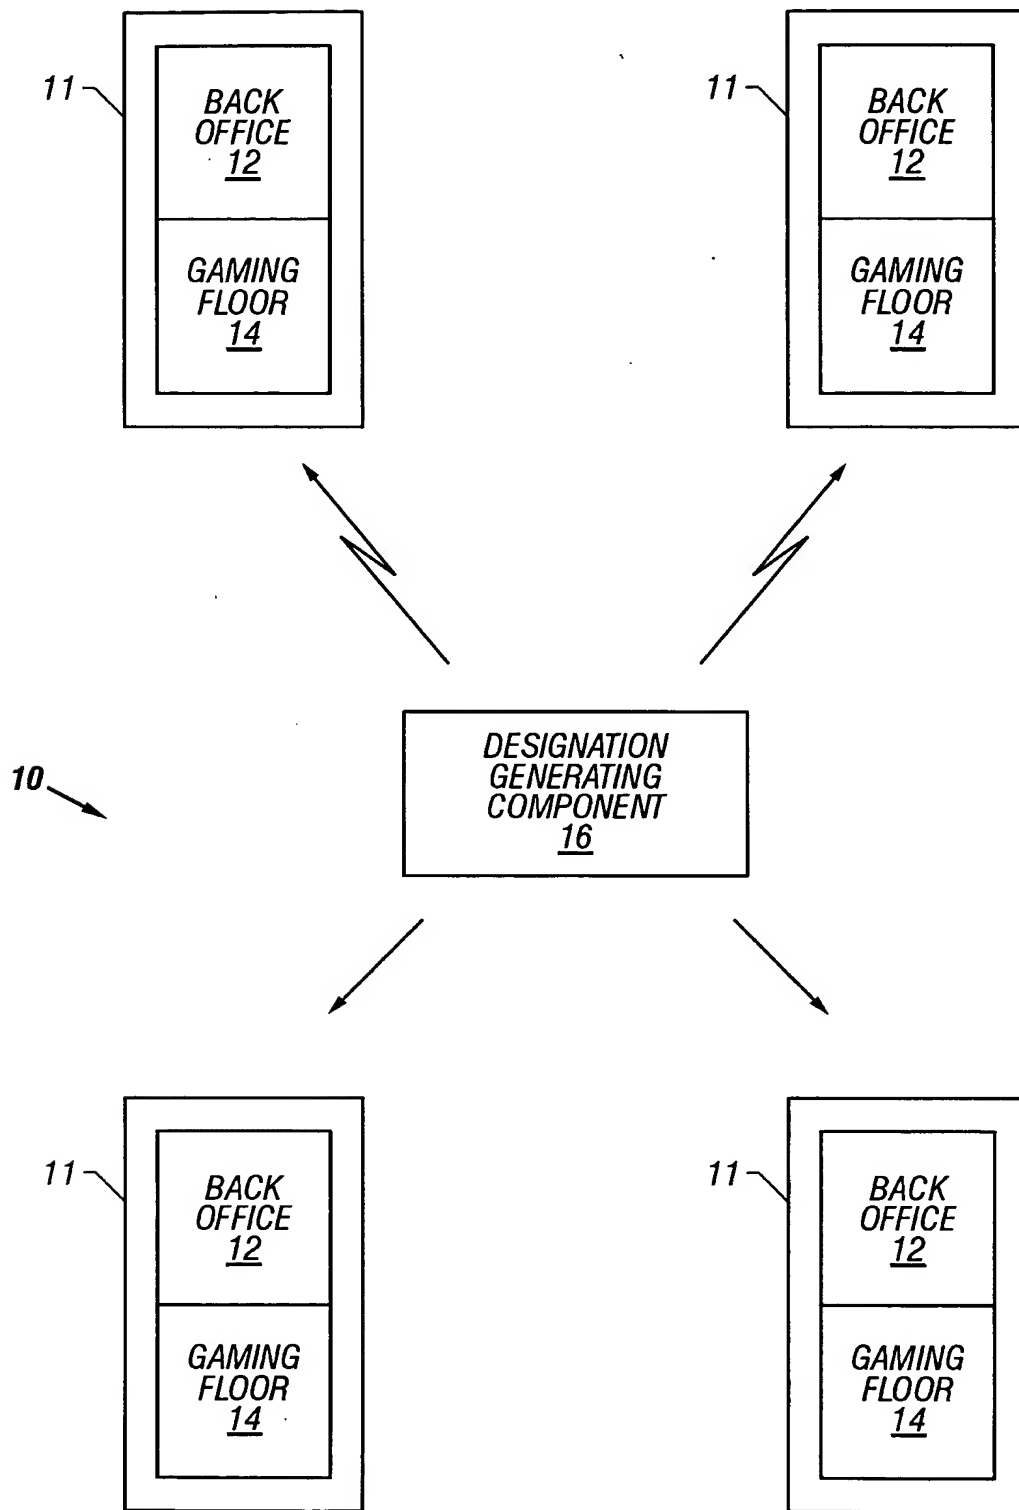 11
BACK
OFFICE
12
GAMING
FLOOR
14
11
BACK
OFFICE
12
GAMING
FLOOR
14
10
DESIGNATION
GENERATING
COMPONENT
16
11
BACK
OFFICE
12
GAMING
FLOOR
14
11
BACK
OFFICE
12
GAMING
FLOOR
14